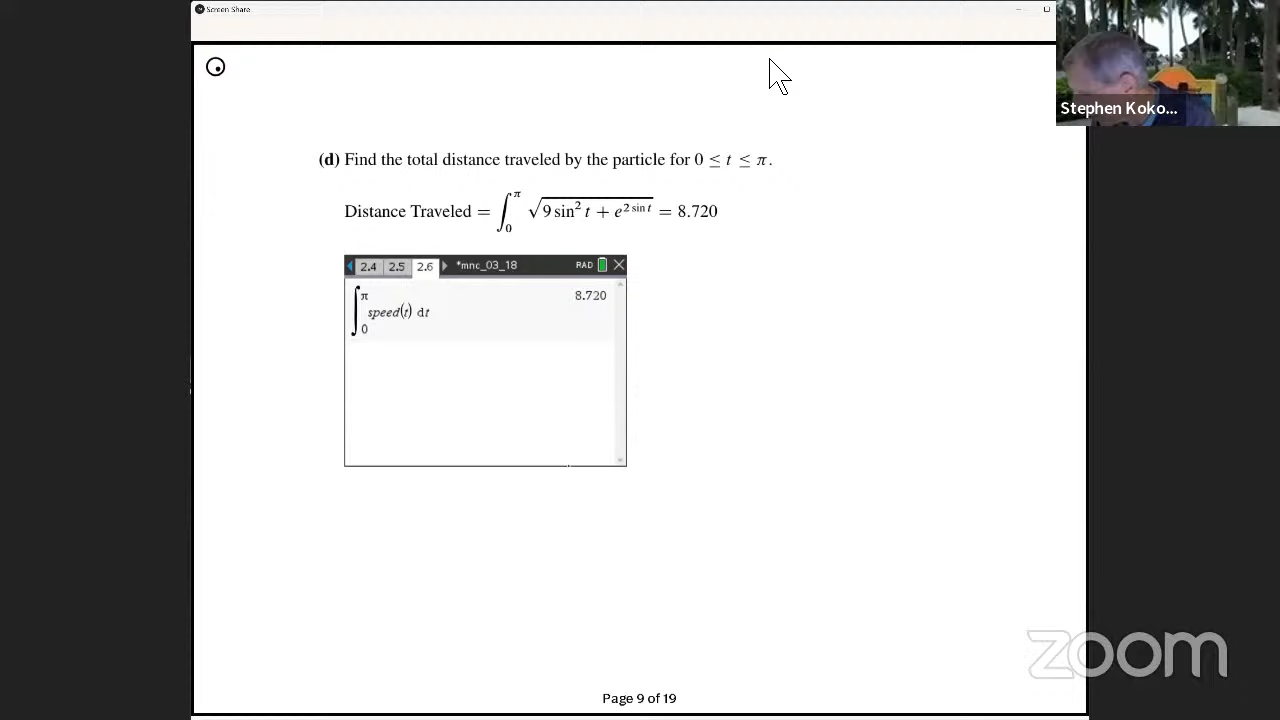 Screen Share
Stephen Koko...
(d) Find the total distance traveled by the particle for 0 ≤ t ≤ π.
Distance Traveled = ∫₀^π √(9 sin² t + e^(2 sin t)) = 8.720
2.4 2.5 2.6 *mnc_03_18 RAD
∫₀^π speed(t) dt 8.720
zoom
Page 9 of 19